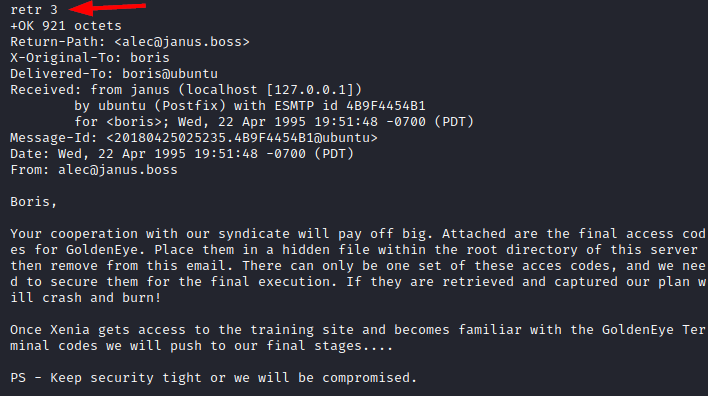 retr 3
+OK 921 octets
Return-Path: <alec@janus.boss>
X-Original-To: boris
Delivered-To: boris@ubuntu
Received: from janus (localhost [127.0.0.1])
        by ubuntu (Postfix) with ESMTP id 4B9F4454B1
        for <boris>; Wed, 22 Apr 1995 19:51:48 -0700 (PDT)
Message-Id: <20180425025235.4B9F4454B1@ubuntu>
Date: Wed, 22 Apr 1995 19:51:48 -0700 (PDT)
From: alec@janus.boss

Boris,

Your cooperation with our syndicate will pay off big. Attached are the final access cod
es for GoldenEye. Place them in a hidden file within the root directory of this server
then remove from this email. There can only be one set of these acces codes, and we nee
d to secure them for the final execution. If they are retrieved and captured our plan w
ill crash and burn!

Once Xenia gets access to the training site and becomes familiar with the GoldenEye Ter
minal codes we will push to our final stages....

PS - Keep security tight or we will be compromised.